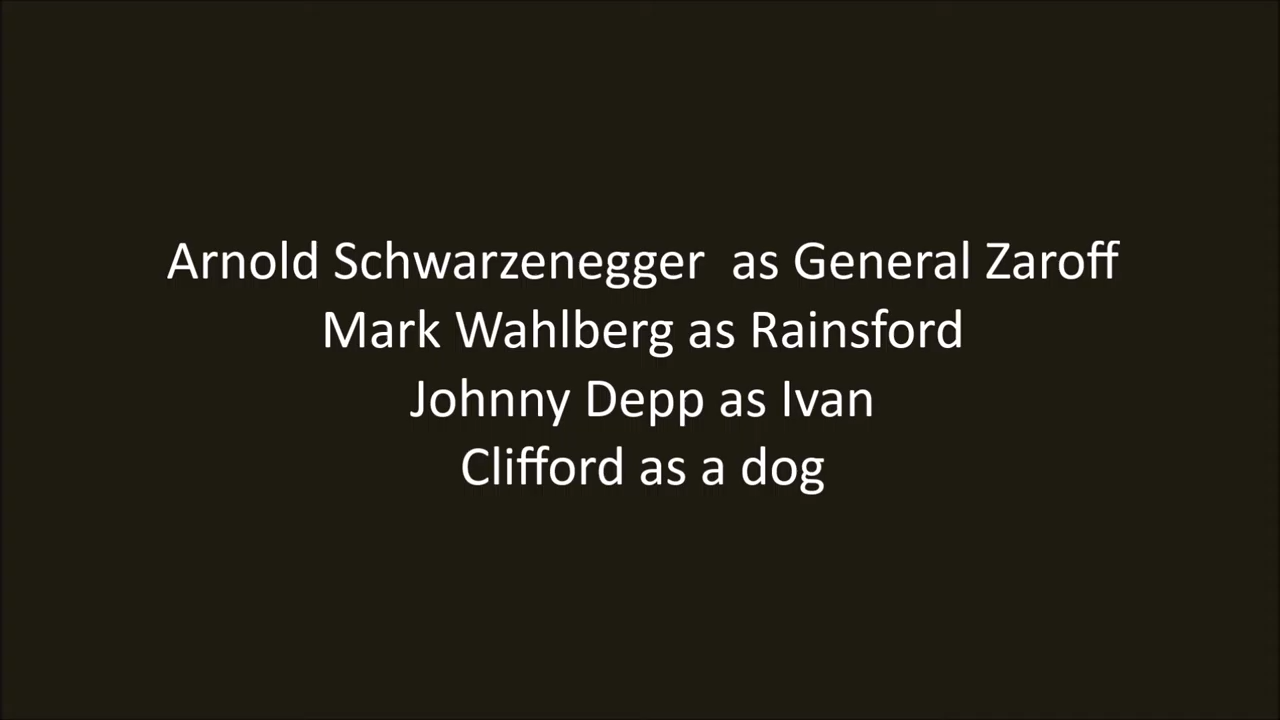 Arnold Schwarzenegger  as General Zaroff
Mark Wahlberg as Rainsford
Johnny Depp as Ivan
Clifford as a dog